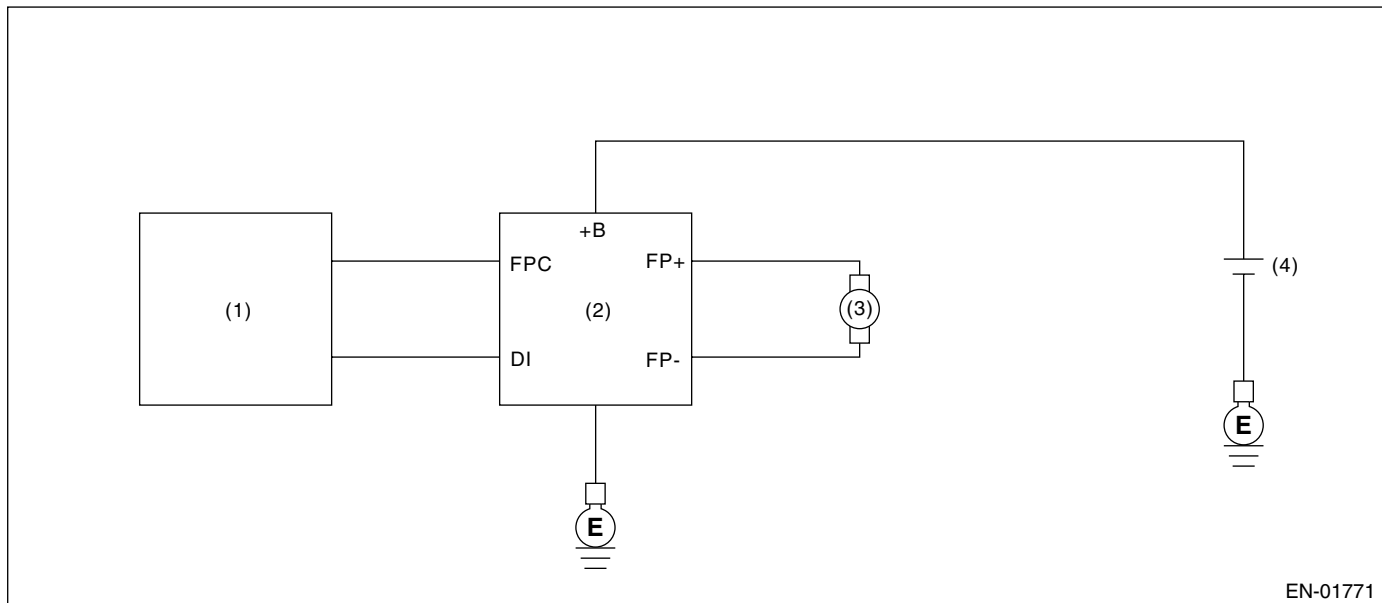 +B
FPC
FP+
(1)
(2)
(3)
(4)
DI
FP-
E
E
EN-01771